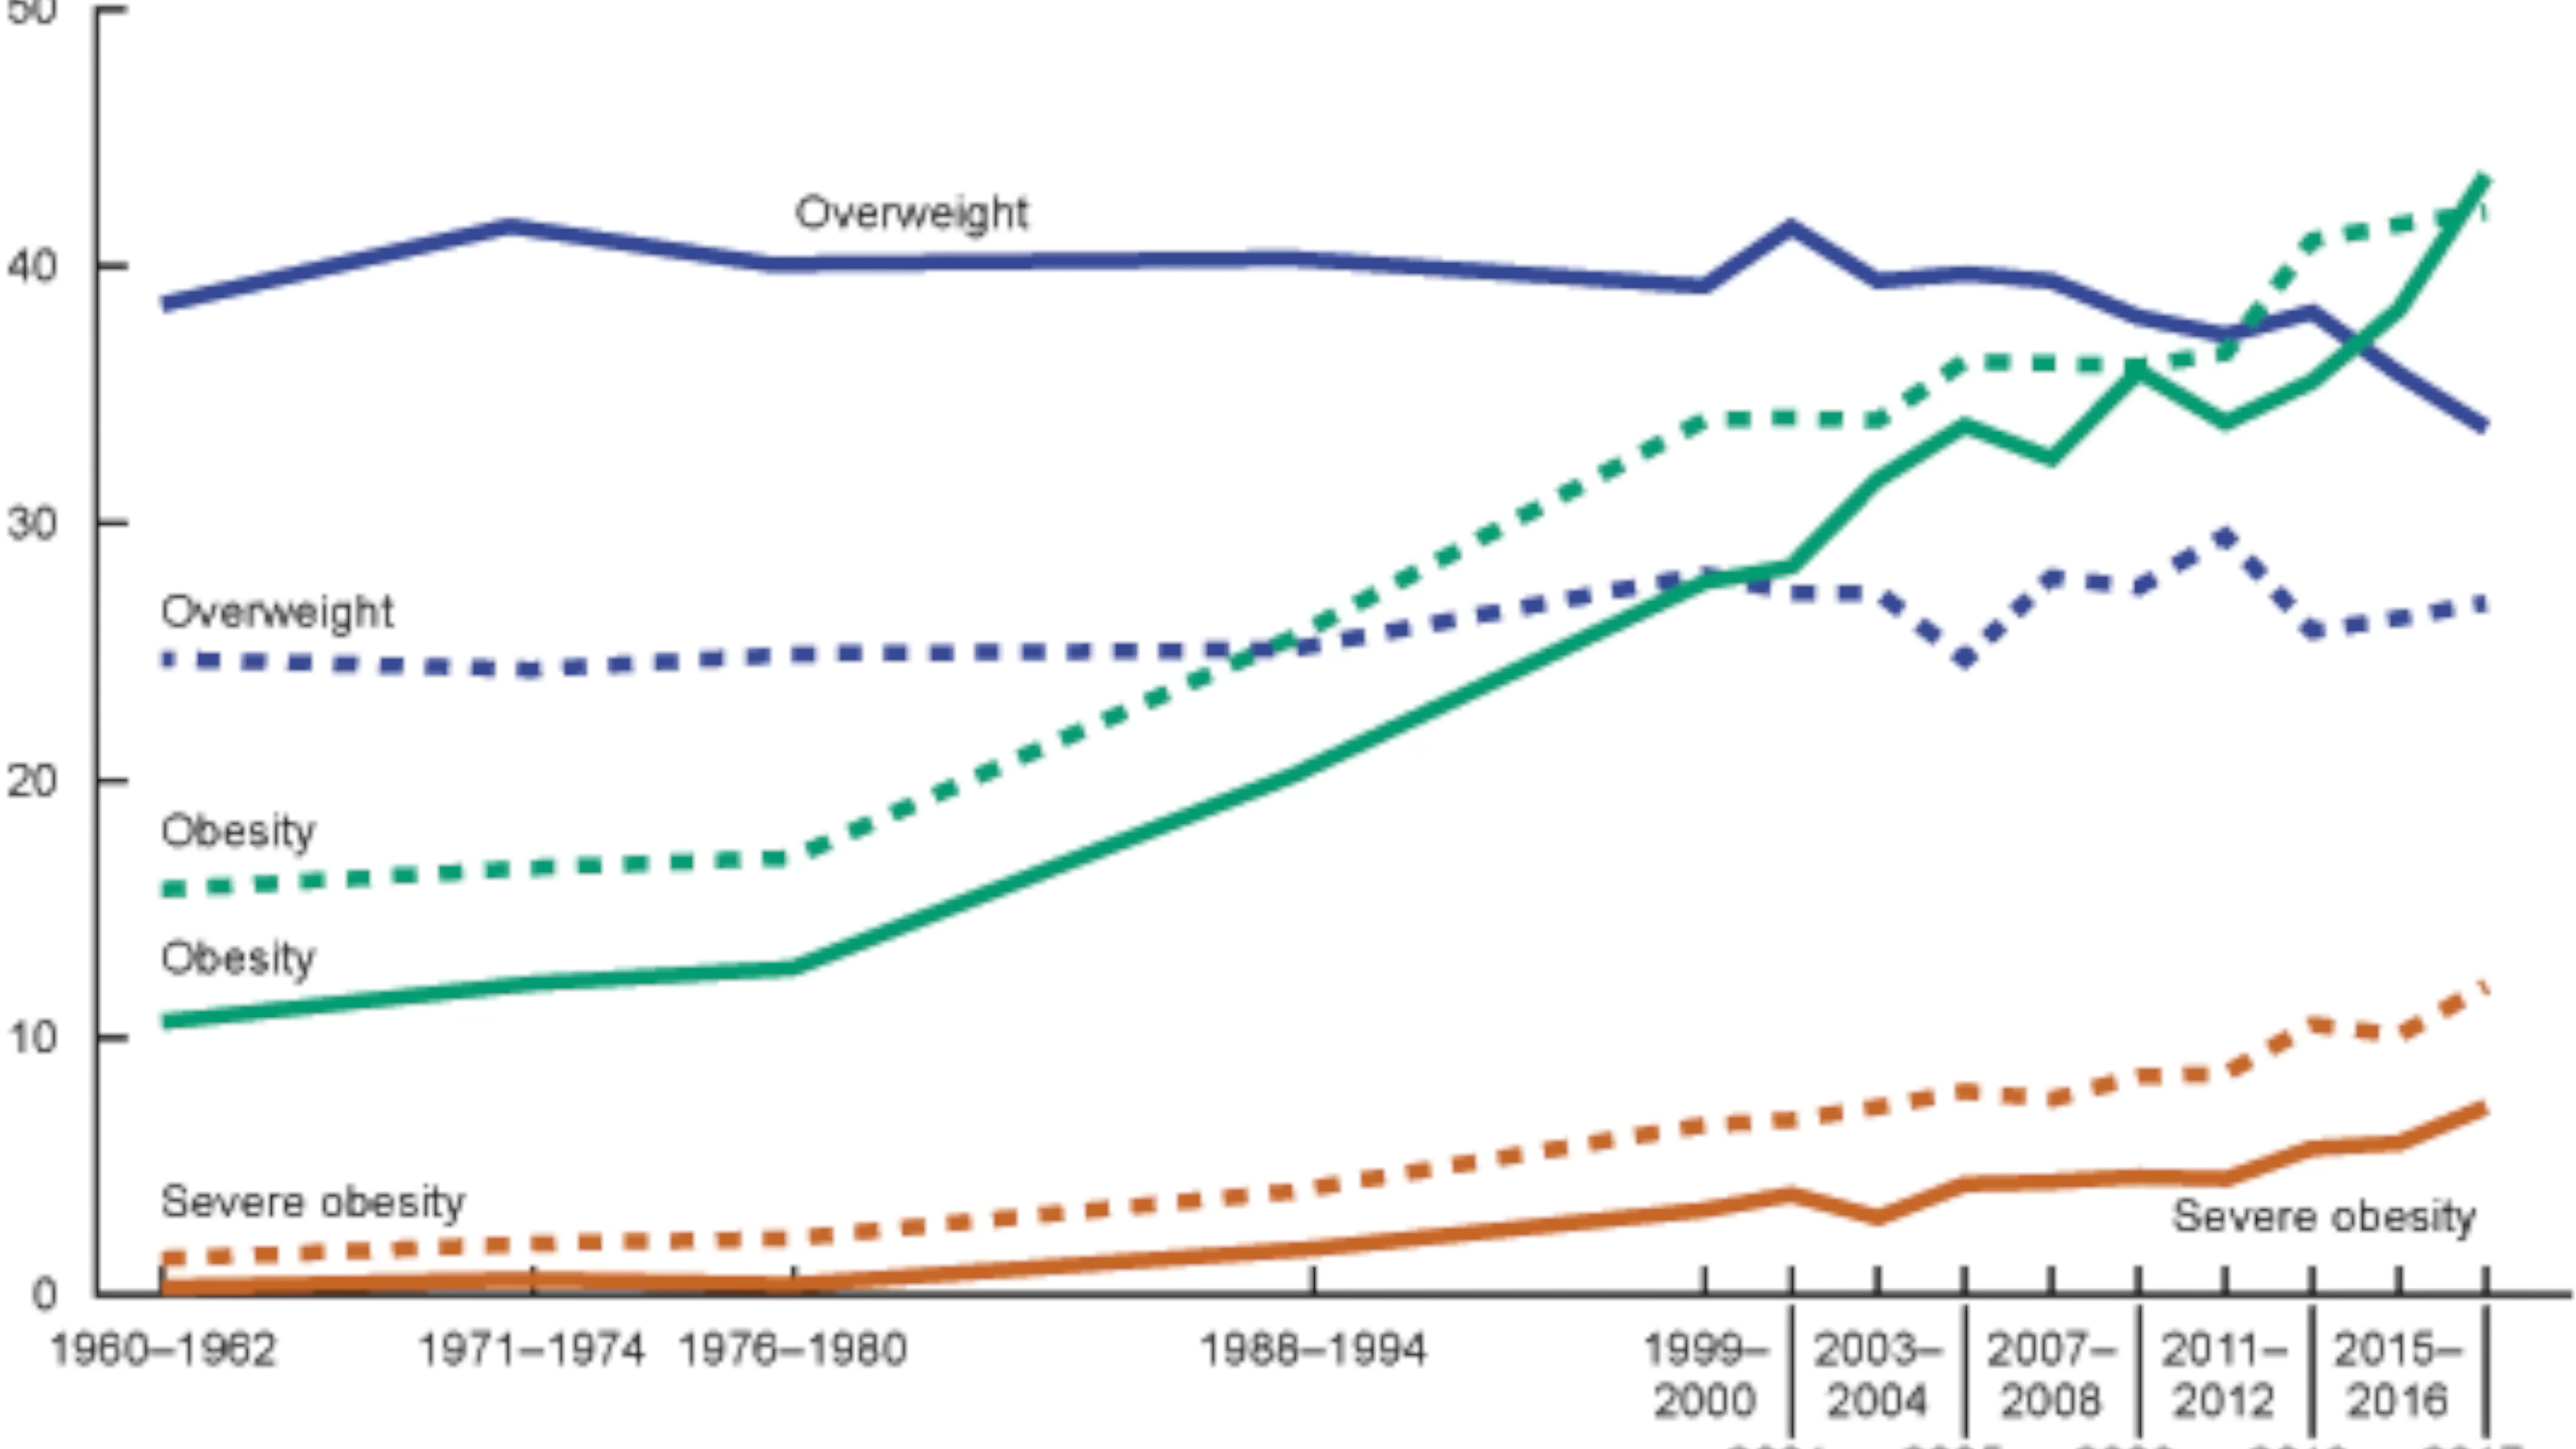 50
Overweight
40
30
Overweight
20
Obesity
Obesity
10
Severe obesity
Severe obesity
0
1960–1962 1971–1974 1976–1980 1988–1994 1999– 2003– 2007– 2011– 2015–
2000 2004 2008 2012 2016